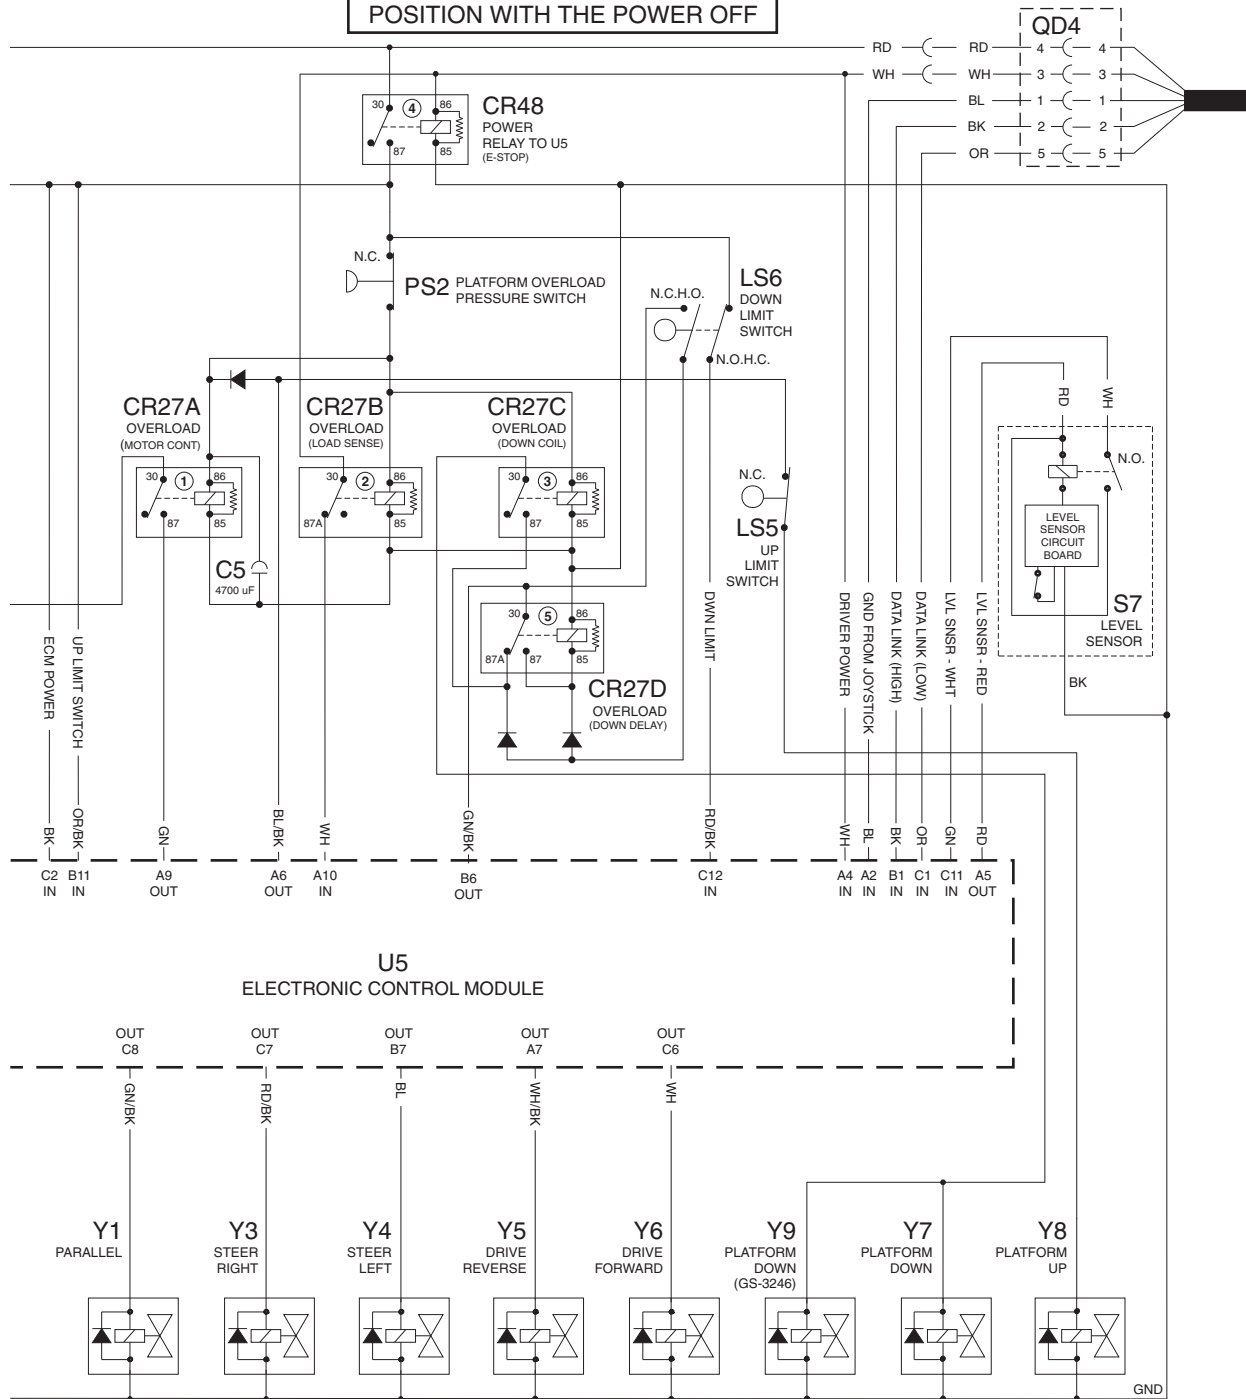 POSITION WITH THE POWER OFF
QD4
RD RD 4 4
WH WH 3 3
BL 1 1
BK 2 2
OR 5 5
30 4 86
87 85
CR48
POWER
RELAY TO U5
(E-STOP)
N.C.
PS2 PLATFORM OVERLOAD
PRESSURE SWITCH
N.C.H.O.
LS6
DOWN
LIMIT
SWITCH
N.O.H.C.
CR27A
OVERLOAD
(MOTOR CONT)
CR27B
OVERLOAD
(LOAD SENSE)
CR27C
OVERLOAD
(DOWN COIL)
30 1 86
87 85
30 2 86
87A 85
30 3 86
87 85
C5
4700 uF
N.C.
LS5
UP
LIMIT
SWITCH
RD
WH
N.O.
LEVEL
SENSOR
CIRCUIT
BOARD
S7
LEVEL
SENSOR
BK
30 5 86
87A 87 85
CR27D
OVERLOAD
(DOWN DELAY)
ECM POWER
UP LIMIT SWITCH
DWN LIMIT
DRIVER POWER
GND FROM JOYSTICK
DATA LINK (HIGH)
DATA LINK (LOW)
LVL SNSR - WHT
LVL SNSR - RED
BK
OR/BK
GN
BL/BK
WH
GN/BK
RD/BK
WH
BL
BK
OR
GN
RD
C2 B11 A9 A6 A10 B6 C12 A4 A2 B1 C1 C11 A5
IN IN OUT OUT IN OUT IN IN IN IN IN IN OUT
U5
ELECTRONIC CONTROL MODULE
OUT OUT OUT OUT OUT
C8 C7 B7 A7 C6
GN/BK
RD/BK
BL
WH/BK
WH
Y1
PARALLEL
Y3
STEER
RIGHT
Y4
STEER
LEFT
Y5
DRIVE
REVERSE
Y6
DRIVE
FORWARD
Y9
PLATFORM
DOWN
(GS-3246)
Y7
PLATFORM
DOWN
Y8
PLATFORM
UP
GND